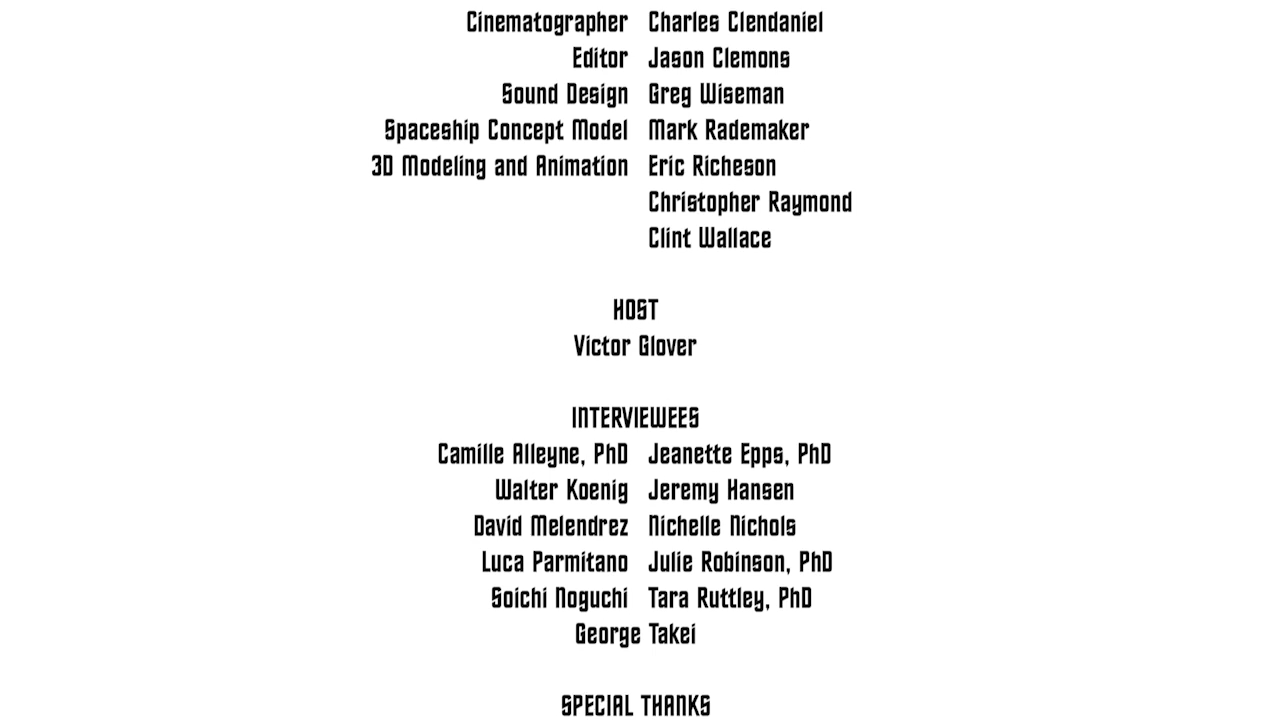 Cinematographer Charles Clendaniel
Editor Jason Clemons
Sound Design Greg Wiseman
Spaceship Concept Model Mark Rademaker
3D Modeling and Animation Eric Richeson
Christopher Raymond
Clint Wallace
HOST
Victor Glover
INTERVIEWEES
Camille Alleyne, PhD Jeanette Epps, PhD
Walter Koenig Jeremy Hansen
David Melendrez Nichelle Nichols
Luca Parmitano Julie Robinson, PhD
Soichi Noguchi Tara Ruttley, PhD
George Takei
SPECIAL THANKS